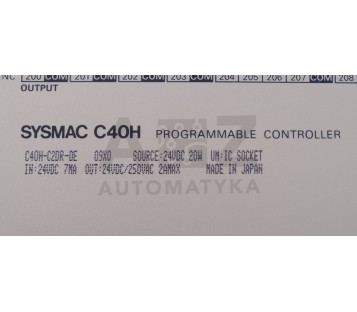 NC 200 COM 201 COM 202 COM 203 COM 204 205 206 207 COM 208
OUTPUT
SYSMAC C40H PROGRAMMABLE CONTROLLER
C40H-C2DR-DE 09X0 SOURCE:24VDC 20W UM:IC SOCKET
IN:24VDC 7MA OUT:24VDC/250VAC 2AMAX MADE IN JAPAN
AUTOMATYKA